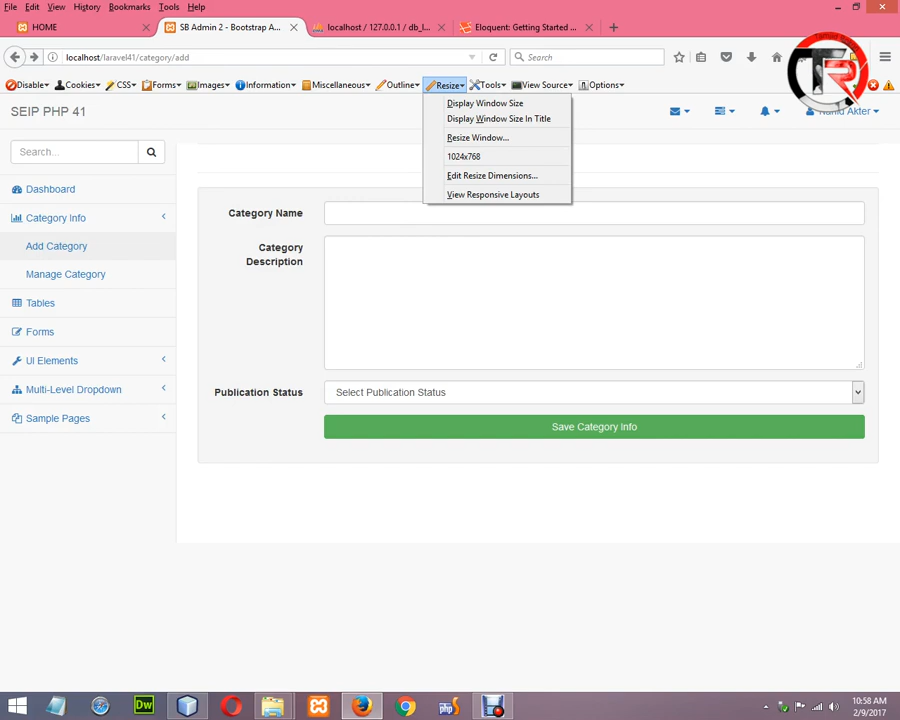 File Edit View History Bookmarks Tools Help
HOME
SB Admin 2 - Bootstrap A...
localhost / 127.0.0.1 / db_l...
Eloquent: Getting Started ...
localhost/laravel41/category/add
Search
Disable Cookies CSS Forms Images Information Miscellaneous Outline Resize Tools View Source Options
Display Window Size
Display Window Size In Title
Resize Window...
1024x768
Edit Resize Dimensions...
View Responsive Layouts
SEIP PHP 41
Akter
Search...
Dashboard
Category Info
Add Category
Manage Category
Tables
Forms
UI Elements
Multi-Level Dropdown
Sample Pages
Category Name
Category
Description
Publication Status
Select Publication Status
Save Category Info
Dw
php
10:58 AM
2/9/2017